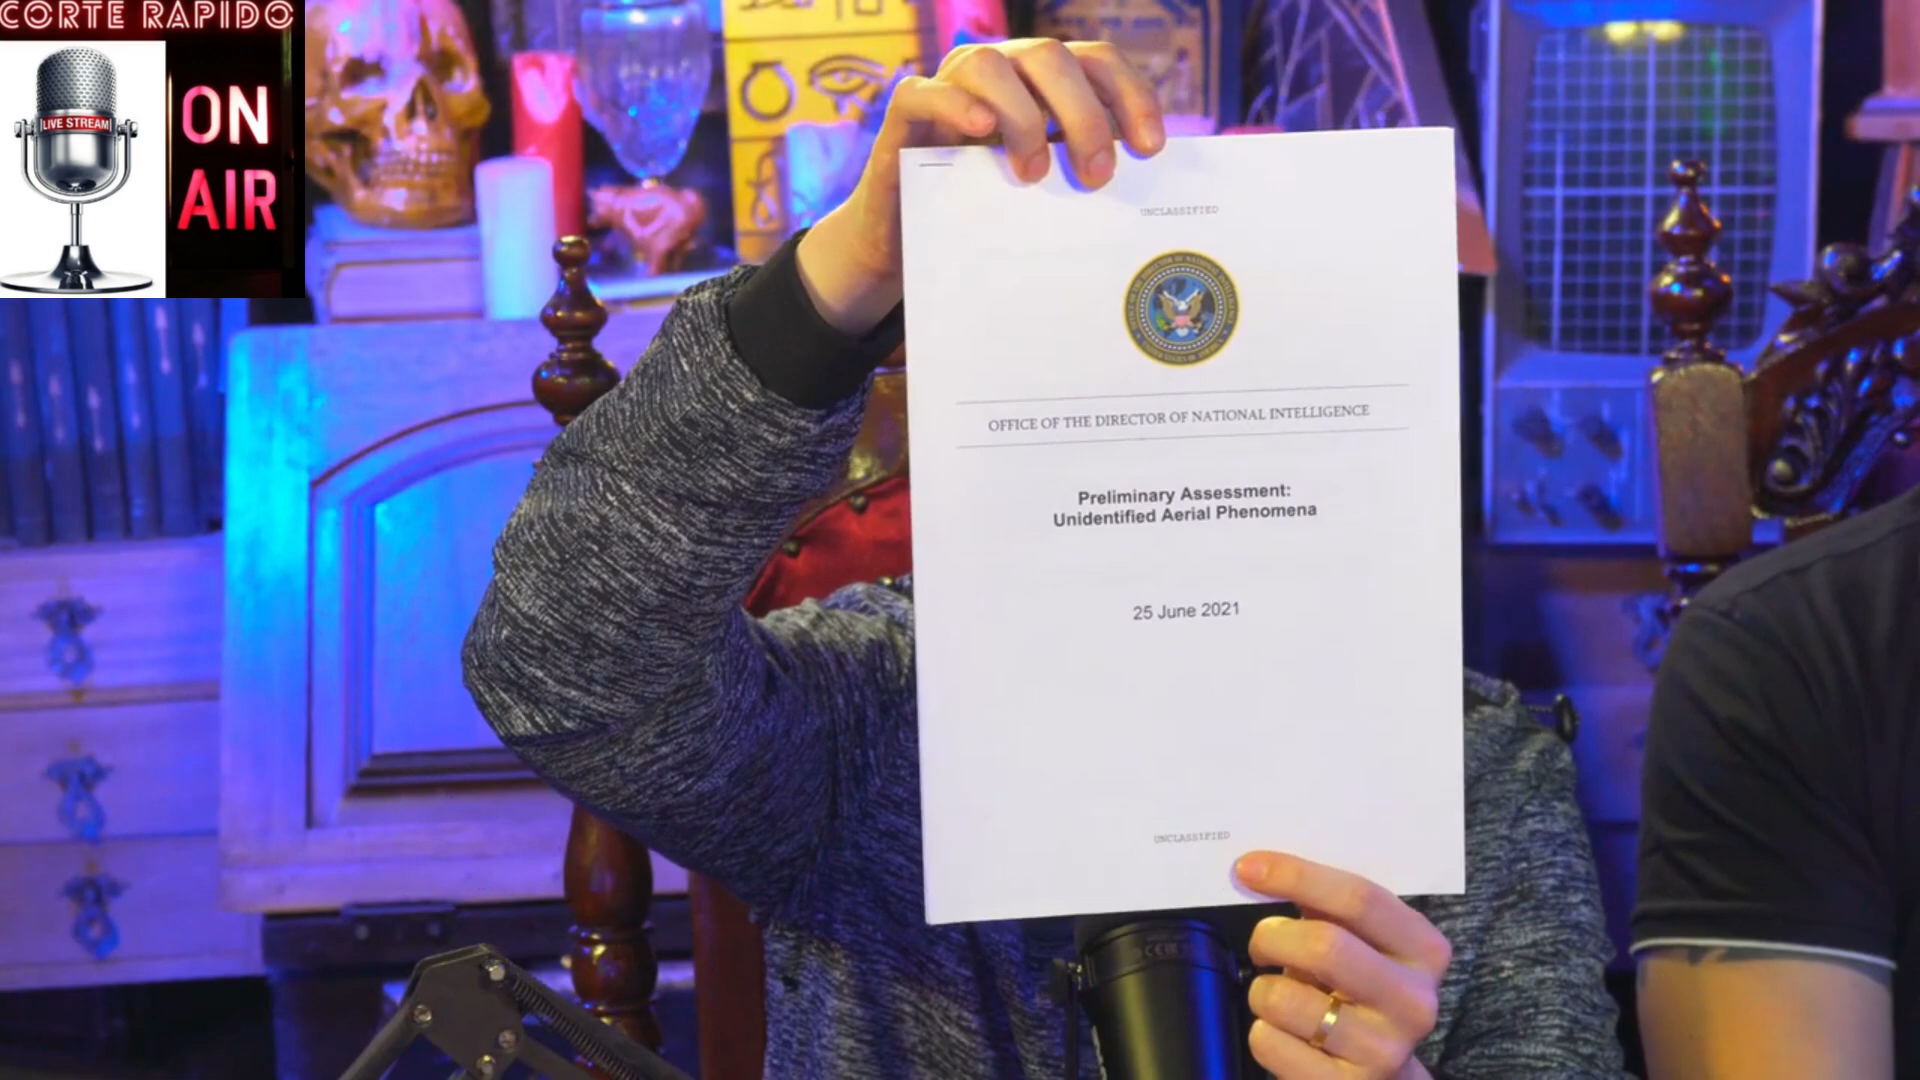 CORTE RAPIDO
LIVE STREAM
ON
AIR
UNCLASSIFIED
OFFICE OF THE DIRECTOR OF NATIONAL INTELLIGENCE
Preliminary Assessment:
Unidentified Aerial Phenomena
25 June 2021
UNCLASSIFIED